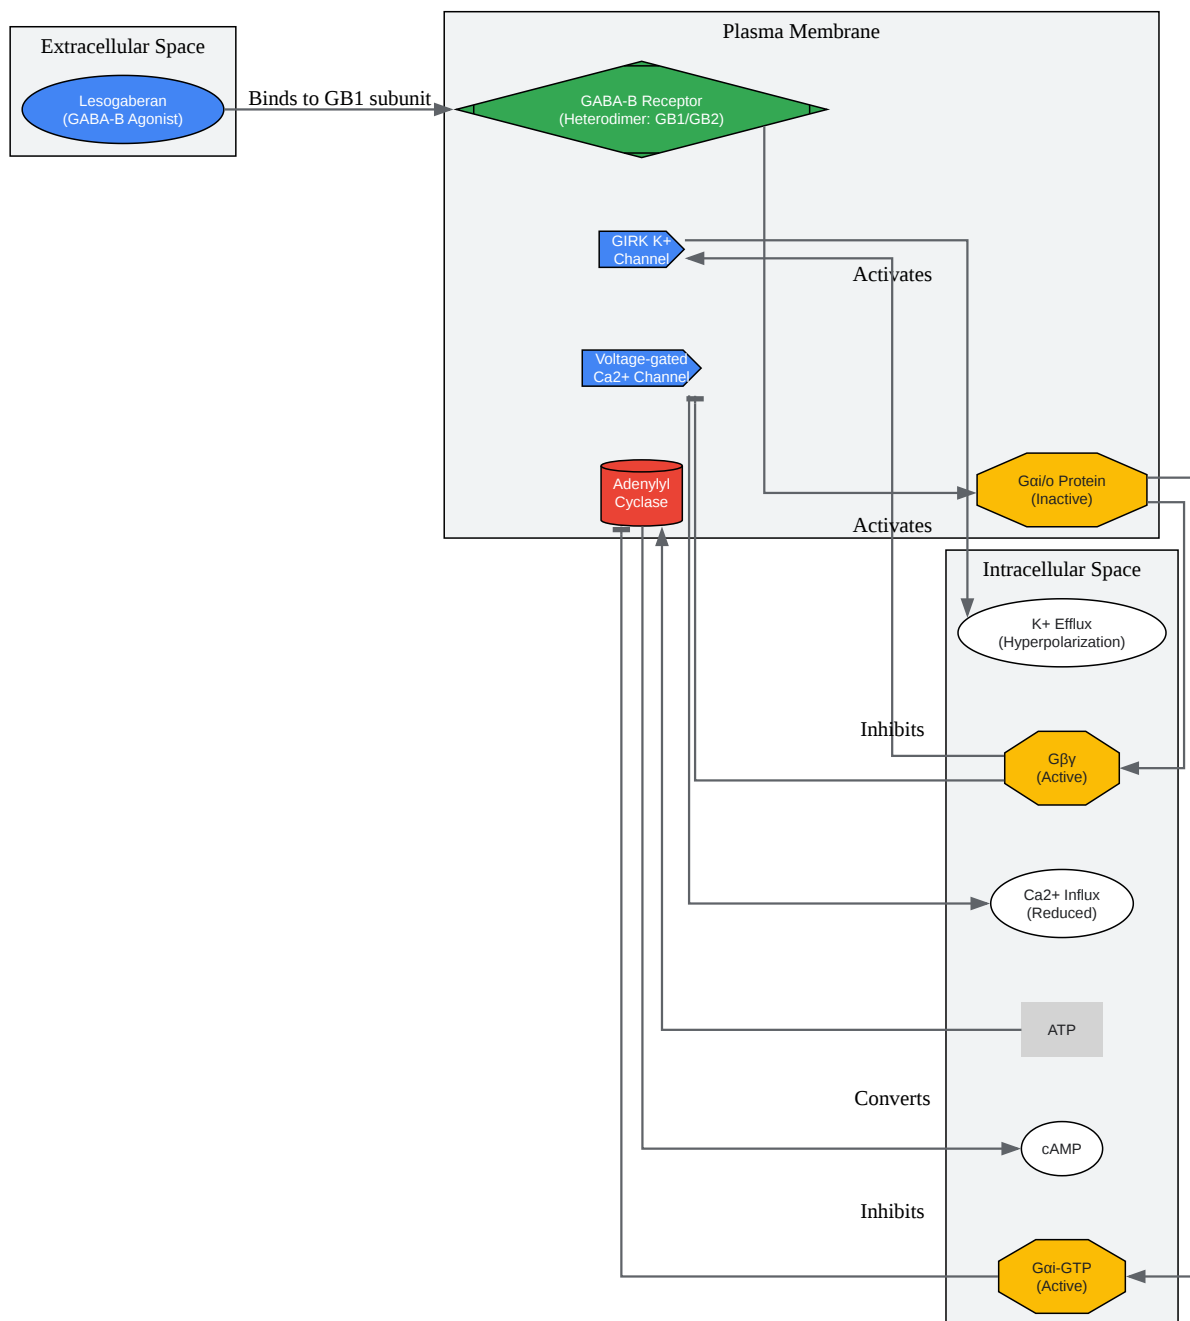 Extracellular Space
Lesogaberan
(GABA-B Agonist)
Binds to GB1 subunit
Plasma Membrane
GABA-B Receptor
(Heterodimer: GB1/GB2)
GIRK K+
Channel
Activates
Voltage-gated
Ca2+ Channel
Adenylyl
Cyclase
Gαi/o Protein
(Inactive)
Activates
Intracellular Space
K+ Efflux
(Hyperpolarization)
Inhibits
Gβγ
(Active)
Ca2+ Influx
(Reduced)
ATP
Converts
cAMP
Inhibits
Gαi-GTP
(Active)